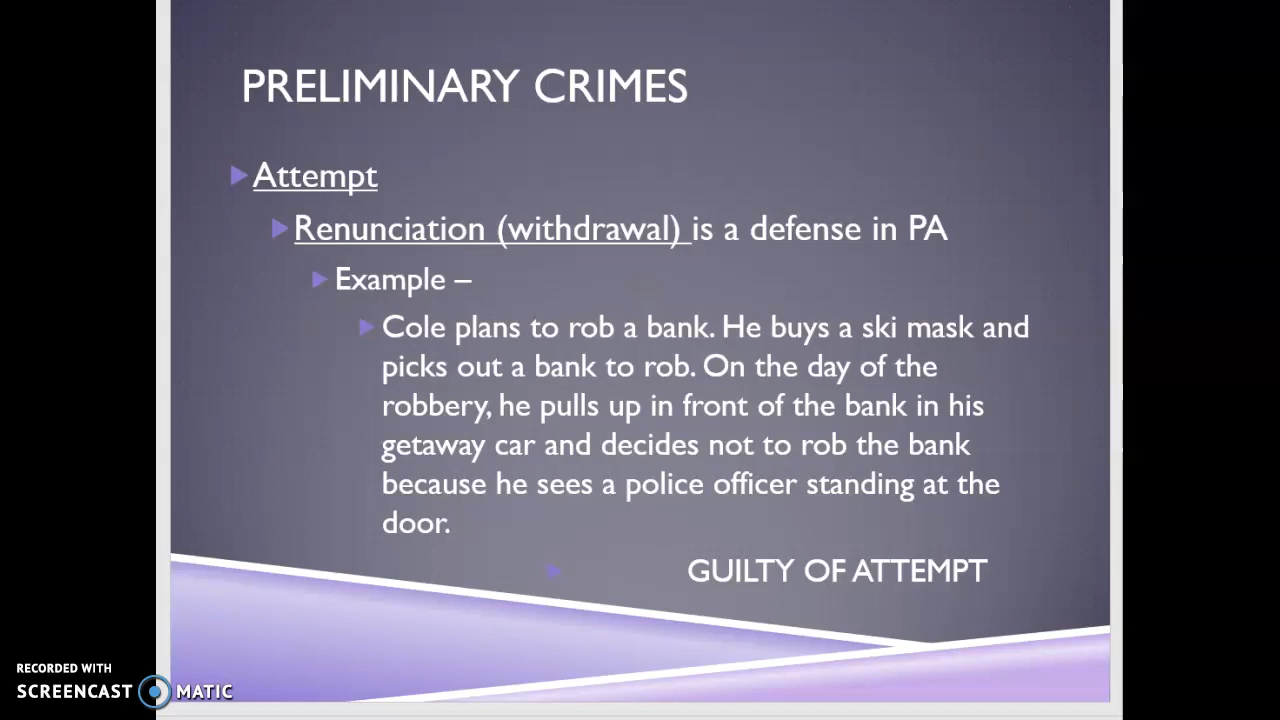 PRELIMINARY CRIMES
Attempt
Renunciation (withdrawal) is a defense in PA
Example –
Cole plans to rob a bank. He buys a ski mask and
picks out a bank to rob. On the day of the
robbery, he pulls up in front of the bank in his
getaway car and decides not to rob the bank
because he sees a police officer standing at the
door.
GUILTY OF ATTEMPT
RECORDED WITH
SCREENCAST MATIC